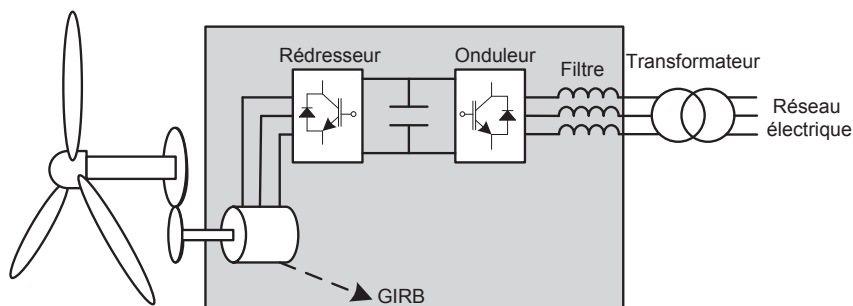 Rédresseur
Onduleur
Filtre
Transformateur
Réseau
électrique
GIRB